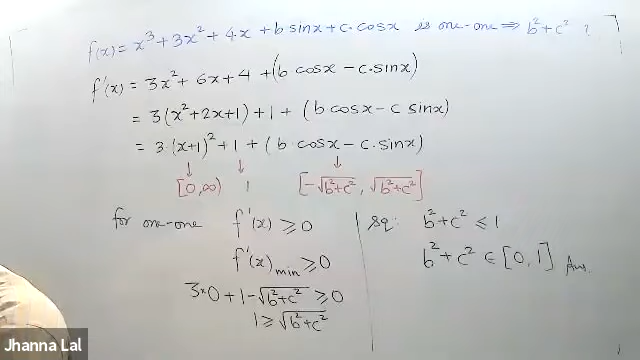 f(x) = x³ + 3x² + 4x + b sinx + c. cosx is one-one ⇒ b² + c² ?
f'(x) = 3x² + 6x + 4 + (b cosx − c. sinx)
= 3(x² + 2x + 1) + 1 + (b cosx − c sinx)
= 3 (x+1)² + 1 + (b cosx − c. sinx)
↓ ↓ ↓
[0,∞) 1 [−√b²+c², √b²+c²]
for one-one f'(x) ≥ 0
f'(x)min ≥ 0
3×0 + 1 − √b²+c² ≥ 0
1 ≥ √b²+c²
sq: b² + c² ≤ 1
b² + c² ∈ [0, 1] Ans.
Jhanna Lal